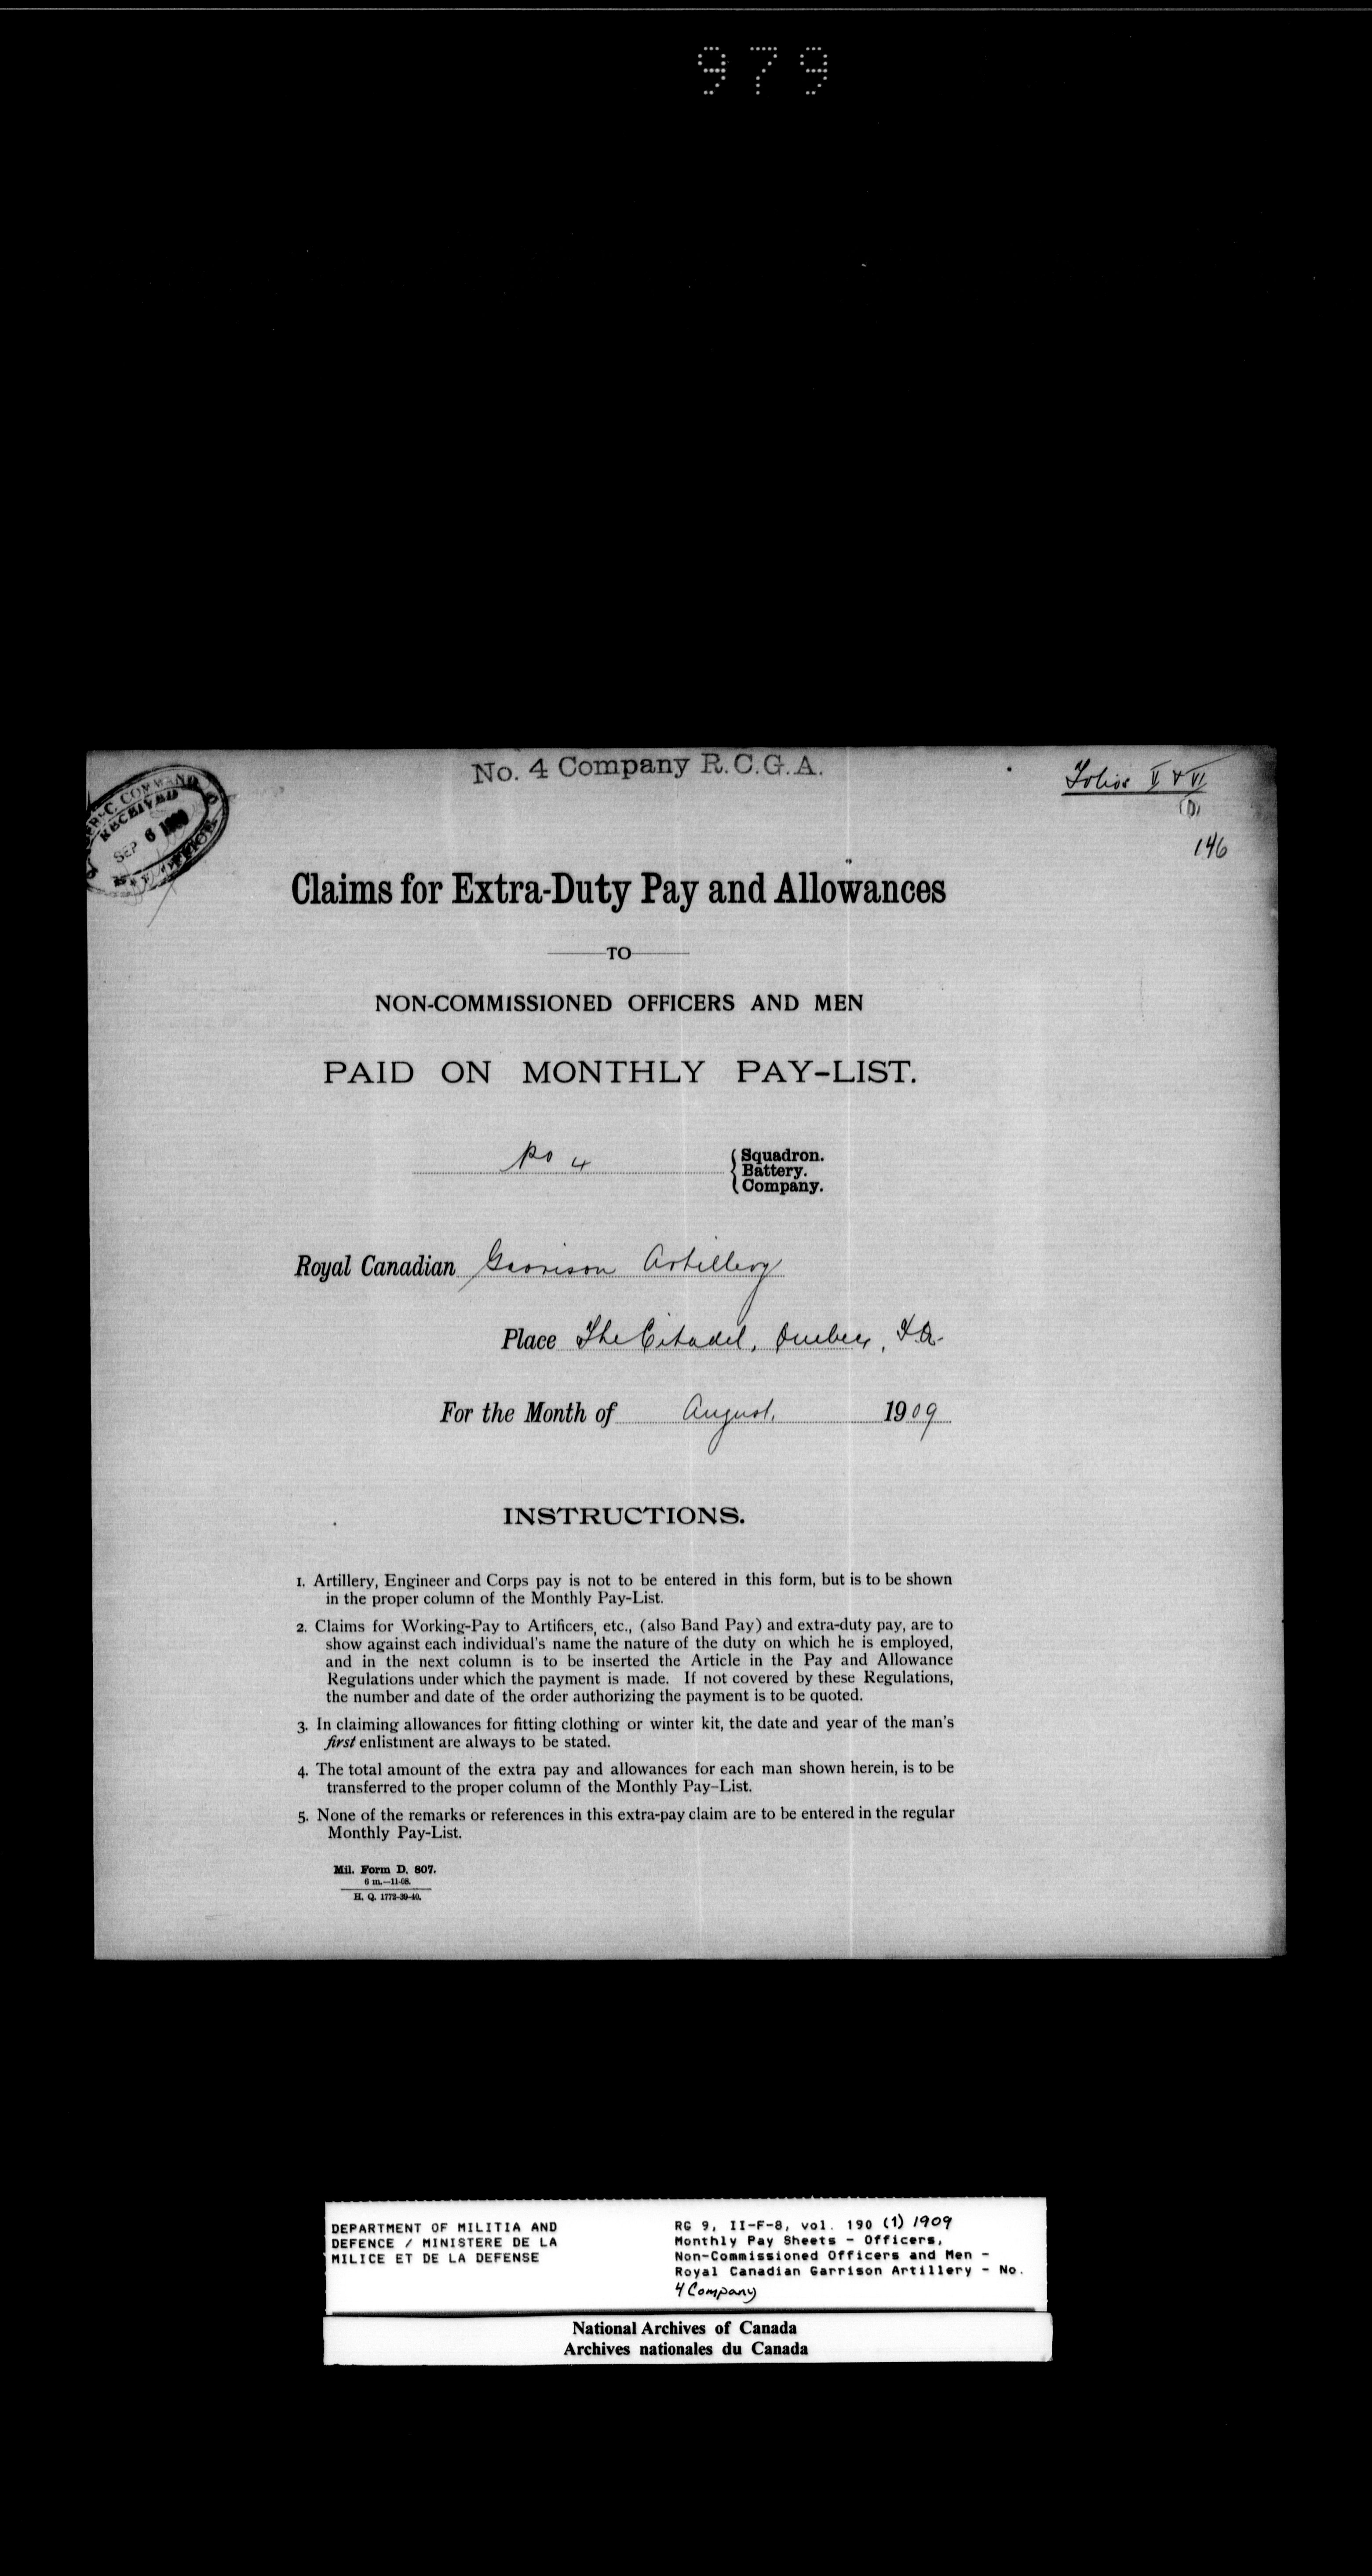 979
No. 4 Company R.C.G.A.
Folios V & VI
(1)
146
QUEBEC COMMAND
RECEIVED
SEP 6 1909
OFFICE
Claims for Extra-Duty Pay and Allowances
TO
NON-COMMISSIONED OFFICERS AND MEN
PAID ON MONTHLY PAY-LIST.
No 4
Squadron.
Battery.
Company.
Royal Canadian Garrison Artillery
Place The Citadel, Quebec,
For the Month of August, 1909
INSTRUCTIONS.
1. Artillery, Engineer and Corps pay is not to be entered in this form, but is to be shown
in the proper column of the Monthly Pay-List.
2. Claims for Working-Pay to Artificers, etc., (also Band Pay) and extra-duty pay, are to
show against each individual's name the nature of the duty on which he is employed,
and in the next column is to be inserted the Article in the Pay and Allowance
Regulations under which the payment is made. If not covered by these Regulations,
the number and date of the order authorizing the payment is to be quoted.
3. In claiming allowances for fitting clothing or winter kit, the date and year of the man's
first enlistment are always to be stated.
4. The total amount of the extra pay and allowances for each man shown herein, is to be
transferred to the proper column of the Monthly Pay-List.
5. None of the remarks or references in this extra-pay claim are to be entered in the regular
Monthly Pay-List.
Mil. Form D. 807.
6 m.—11-08.
H. Q. 1772-39-40.
DEPARTMENT OF MILITIA AND
DEFENCE / MINISTERE DE LA
MILICE ET DE LA DEFENSE
RG 9, II-F-8, vol. 190 (1) 1909
Monthly Pay Sheets - Officers,
Non-Commissioned Officers and Men -
Royal Canadian Garrison Artillery - No.
4 Company
National Archives of Canada
Archives nationales du Canada